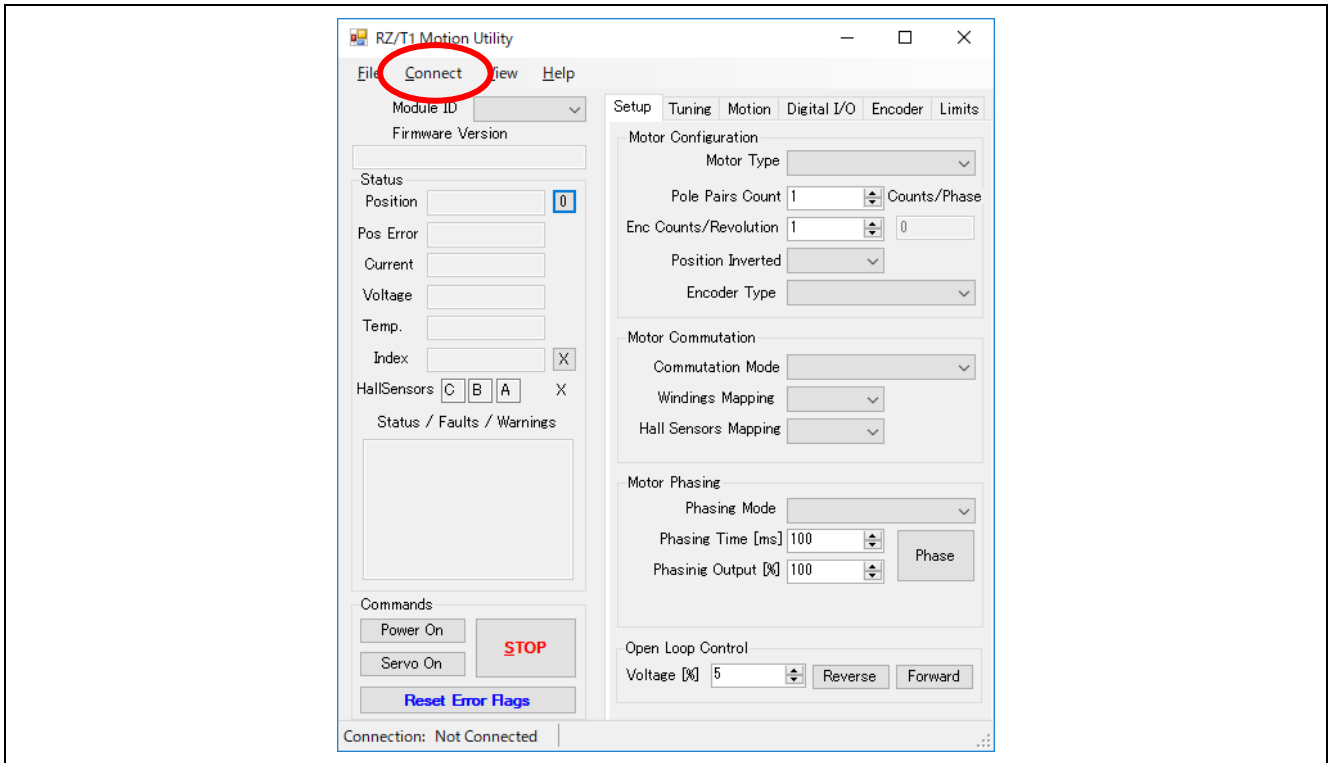 RZ/T1 Motion Utility
File Connect View Help
Module ID
Firmware Version
Status
Position 0
Pos Error
Current
Voltage
Temp.
Index X
HallSensors C B A X
Status / Faults / Warnings
Commands
Power On
Servo On
STOP
Reset Error Flags
Setup Tuning Motion Digital I/O Encoder Limits
Motor Configuration
Motor Type
Pole Pairs Count 1 Counts/Phase
Enc Counts/Revolution 1 0
Position Inverted
Encoder Type
Motor Commutation
Commutation Mode
Windings Mapping
Hall Sensors Mapping
Motor Phasing
Phasing Mode
Phasing Time [ms] 100
Phasinig Output [%] 100
Phase
Open Loop Control
Voltage [%] 5 Reverse Forward
Connection: Not Connected